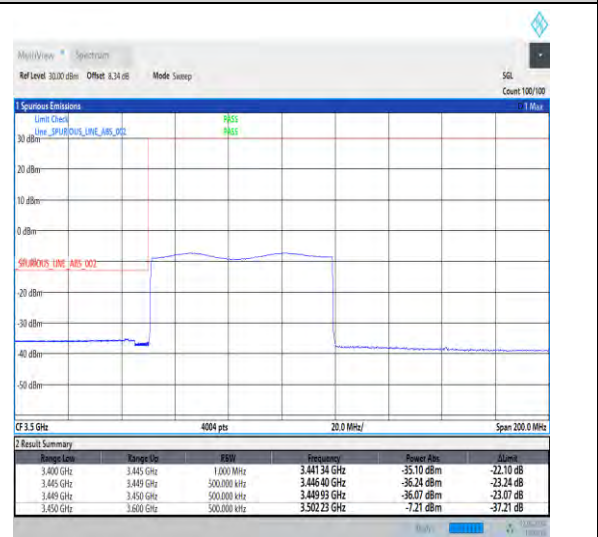 MultiView Spectrum
Ref Level 30.00 dBm Offset 8.34 dB Mode Sweep SGL
Count 100/100
1 Spurious Emissions 1 Max
Limit Check PASS
Line _SPURIOUS_LINE_ABS_002 PASS
30 dBm
20 dBm
10 dBm
0 dBm
SPURIOUS_LINE_ABS_002
-20 dBm
-30 dBm
-40 dBm
-50 dBm
CF 3.5 GHz 4004 pts 20.0 MHz/ Span 200.0 MHz
2 Result Summary
Range Low Range Up RBW Frequency Power Abs ΔLimit
3.400 GHz 3.445 GHz 1.000 MHz 3.441 34 GHz -35.10 dBm -22.10 dB
3.445 GHz 3.449 GHz 500.000 kHz 3.446 40 GHz -36.24 dBm -23.24 dB
3.449 GHz 3.450 GHz 500.000 kHz 3.449 93 GHz -36.07 dBm -23.07 dB
3.450 GHz 3.600 GHz 500.000 kHz 3.502 23 GHz -7.21 dBm -37.21 dB